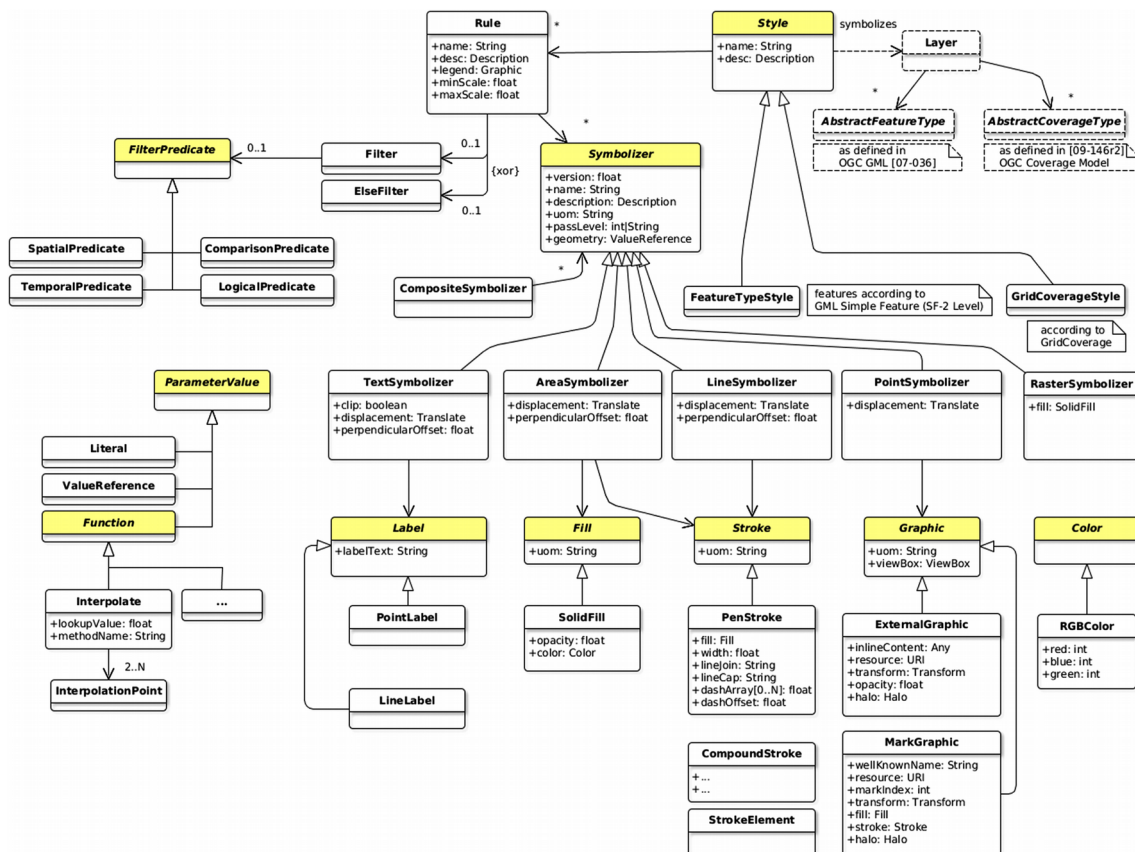 Rule
+name: String
+desc: Description
+legend: Graphic
+minScale: float
+maxScale: float
*
Style
+name: String
+desc: Description
symbolizes
Layer
*
*
AbstractFeatureType
as defined in
OGC GML [07-036]
AbstractCoverageType
as defined in [09-146r2]
OGC Coverage Model
FilterPredicate
0..1
Filter
0..1
{xor}
ElseFilter
0..1
*
Symbolizer
+version: float
+name: String
+description: Description
+uom: String
+passLevel: int|String
+geometry: ValueReference
SpatialPredicate
ComparisonPredicate
TemporalPredicate
LogicalPredicate
CompositeSymbolizer
*
FeatureTypeStyle
features according to
GML Simple Feature (SF-2 Level)
GridCoverageStyle
according to
GridCoverage
ParameterValue
Literal
ValueReference
Function
Interpolate
+lookupValue: float
+methodName: String
...
2..N
InterpolationPoint
TextSymbolizer
+clip: boolean
+displacement: Translate
+perpendicularOffset: float
AreaSymbolizer
+displacement: Translate
+perpendicularOffset: float
LineSymbolizer
+displacement: Translate
+perpendicularOffset: float
PointSymbolizer
+displacement: Translate
RasterSymbolizer
+fill: SolidFill
Label
+labelText: String
Fill
+uom: String
Stroke
+uom: String
Graphic
+uom: String
+viewBox: ViewBox
Color
PointLabel
LineLabel
SolidFill
+opacity: float
+color: Color
PenStroke
+fill: Fill
+width: float
+lineJoin: String
+lineCap: String
+dashArray[0..N]: float
+dashOffset: float
ExternalGraphic
+inlineContent: Any
+resource: URI
+transform: Transform
+opacity: float
+halo: Halo
RGBColor
+red: int
+blue: int
+green: int
CompoundStroke
+...
+...
StrokeElement
MarkGraphic
+wellKnownName: String
+resource: URI
+markIndex: int
+transform: Transform
+fill: Fill
+stroke: Stroke
+halo: Halo